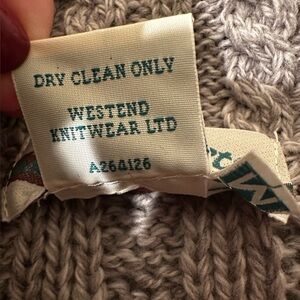 DRY CLEAN ONLY
WESTEND
KNITWEAR LTD
A264126